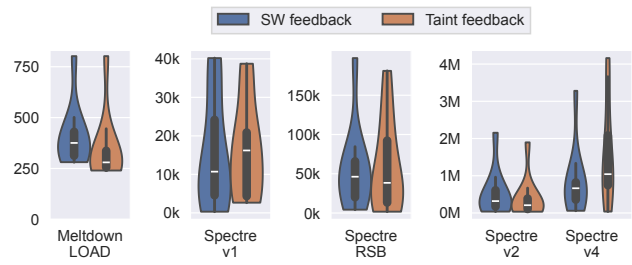 SW feedback Taint feedback
750
500
250
0
Meltdown
LOAD
40k
30k
20k
10k
0k
Spectre
v1
150k
100k
50k
0k
Spectre
RSB
4M
3M
2M
1M
0M
Spectre
v2
Spectre
v4